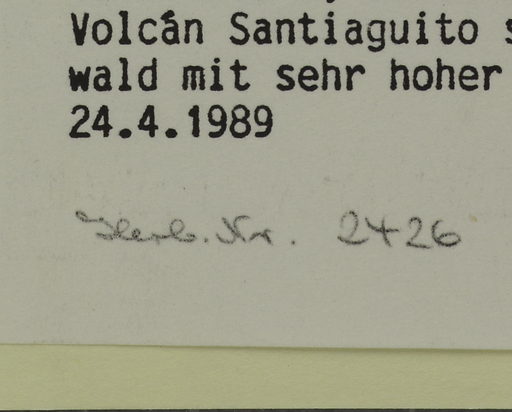 Volcán Santiaguito
wald mit sehr hoher
24.4.1989
Herb. Nr. 2426